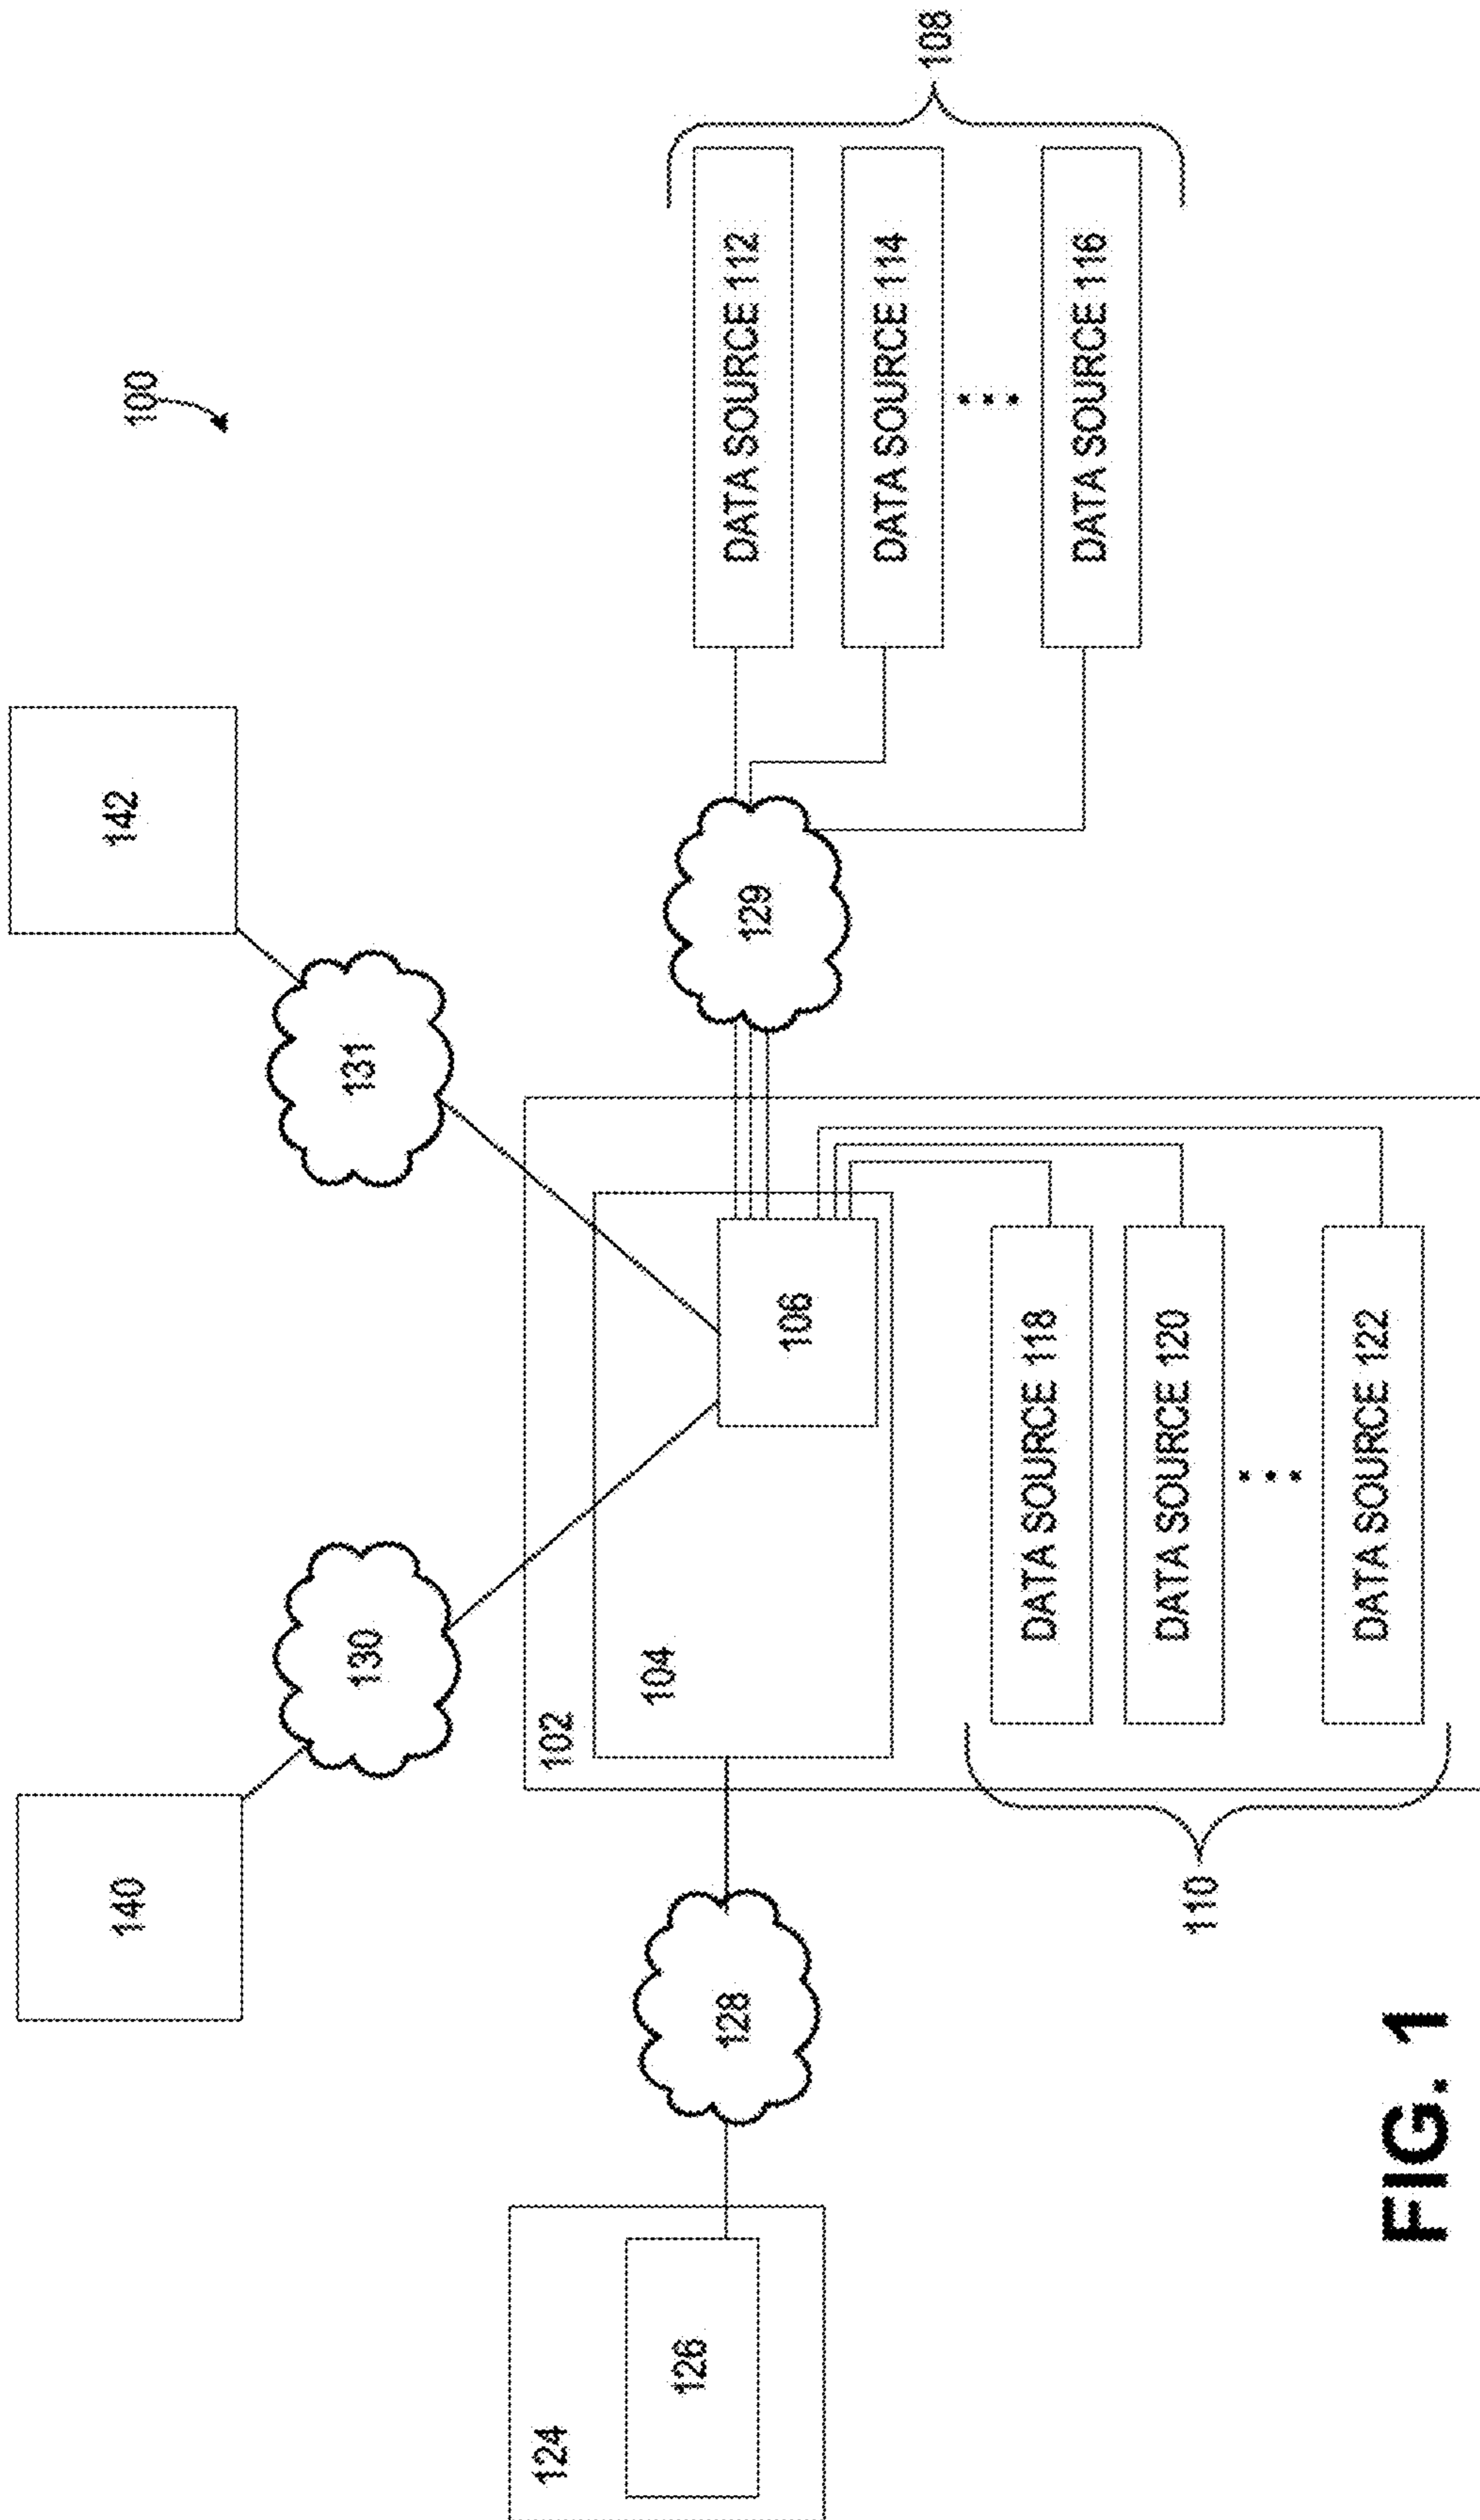 100
140
142
130
131
102
104
106
124
126
128
129
DATA SOURCE 112
DATA SOURCE 114
DATA SOURCE 116
108
DATA SOURCE 118
DATA SOURCE 120
DATA SOURCE 122
110
FIG. 1